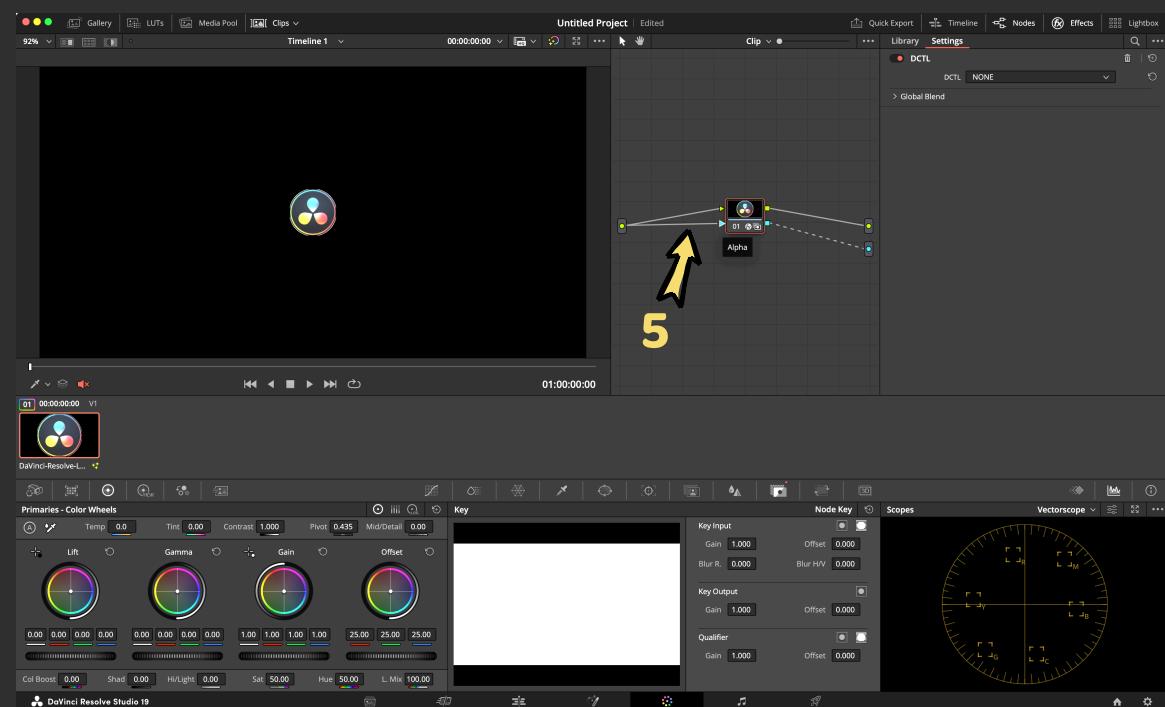 Gallery LUTs Media Pool Clips Untitled Project Edited Quick Export Timeline Nodes Effects Lightbox
92% Timeline 1 00:00:00:00 Clip Library Settings
DCTL
DCTL NONE
Global Blend
01
Alpha
5
01:00:00:00
01 00:00:00:00 V1
DaVinci-Resolve-L...
Primaries - Color Wheels Key Node Key Scopes Vectorscope
A Temp 0.0 Tint 0.00 Contrast 1.000 Pivot 0.435 Mid/Detail 0.00
Lift Gamma Gain Offset
0.00 0.00 0.00 0.00 0.00 0.00 0.00 0.00 1.00 1.00 1.00 1.00 25.00 25.00 25.00
Col Boost 0.00 Shad 0.00 Hi/Light 0.00 Sat 50.00 Hue 50.00 L. Mix 100.00
Key Input
Gain 1.000 Offset 0.000
Blur R. 0.000 Blur H/V 0.000
Key Output
Gain 1.000 Offset 0.000
Qualifier
Gain 1.000 Offset 0.000
R M
Y B
G C
DaVinci Resolve Studio 19